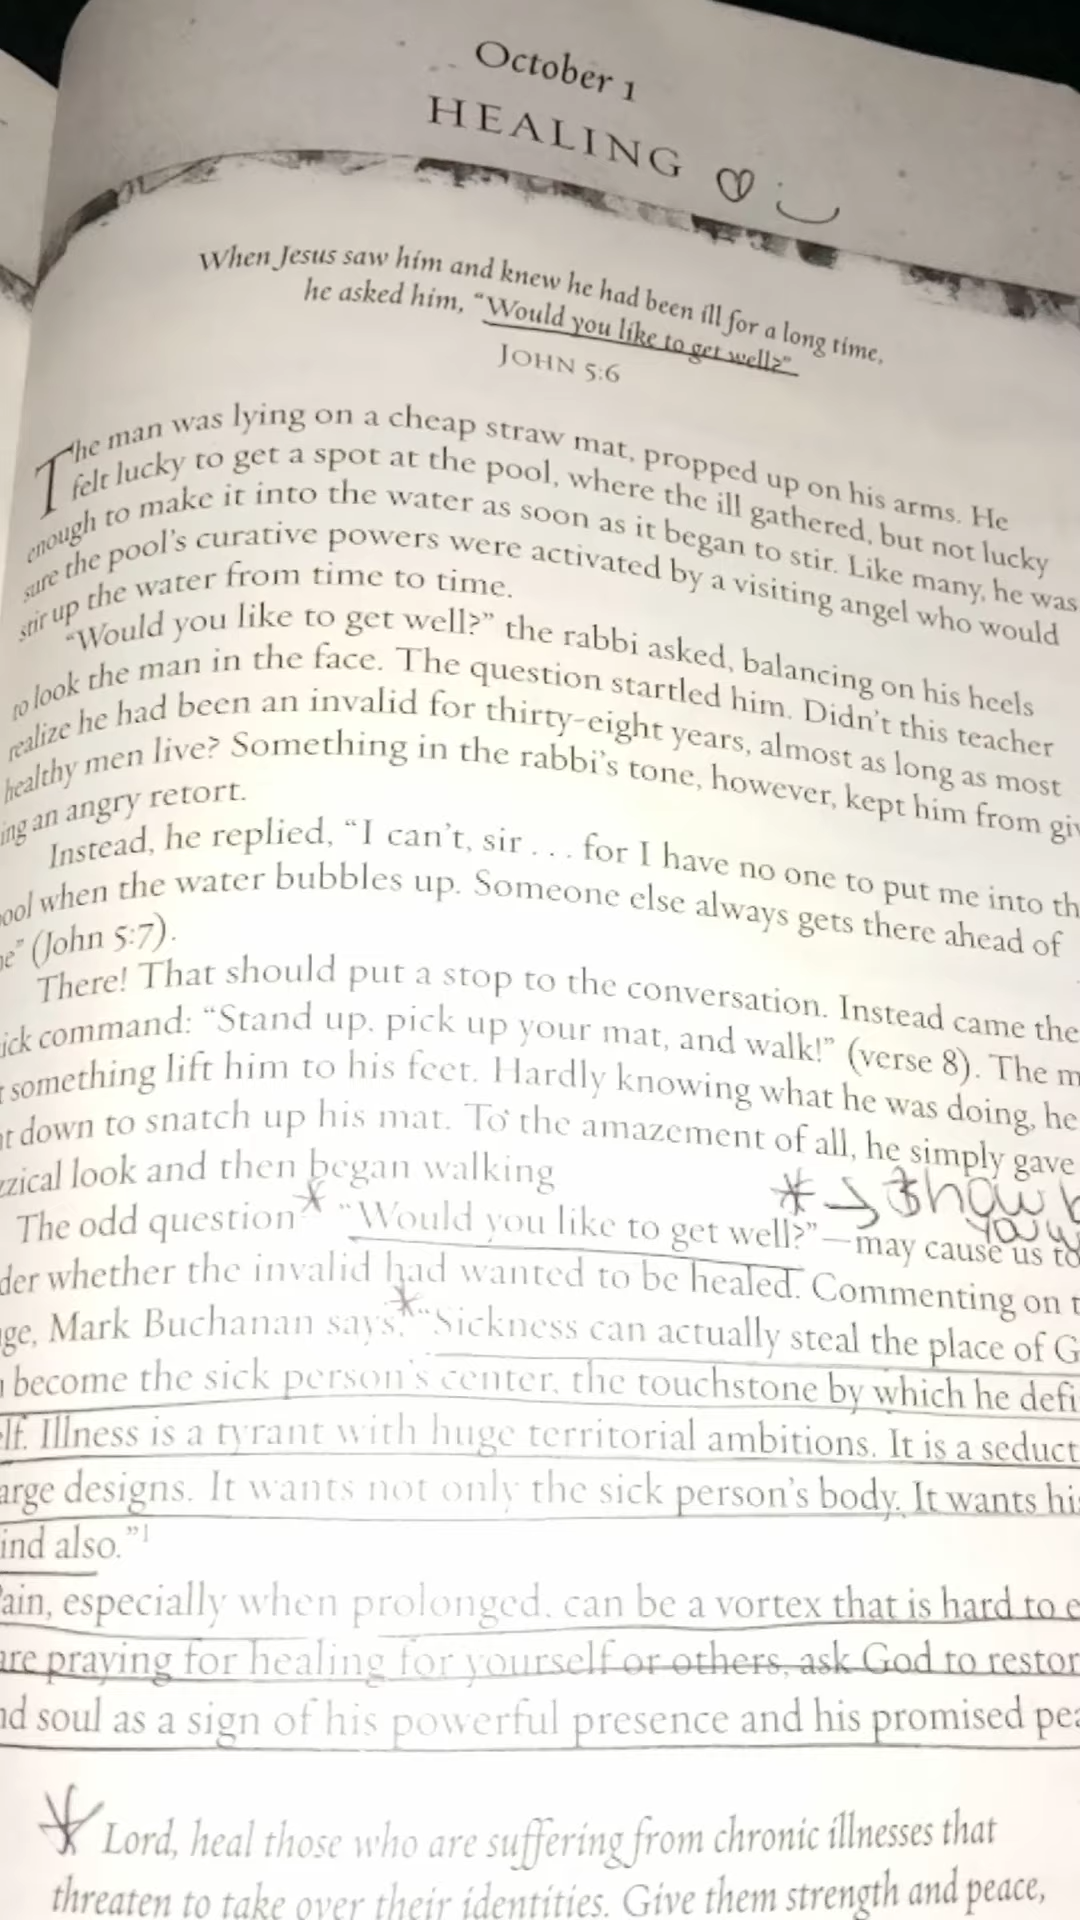 October 1
HEALING
When Jesus saw him and knew he had been ill for a long time,
he asked him, “Would you like to get well?”
JOHN 5:6
The man was lying on a cheap straw mat, propped up on his arms. He
felt lucky to get a spot at the pool, where the ill gathered, but not lucky
enough to make it into the water as soon as it began to stir. Like many, he was
sure the pool’s curative powers were activated by a visiting angel who would
stir up the water from time to time.
“Would you like to get well?” the rabbi asked, balancing on his heels
to look the man in the face. The question startled him. Didn’t this teacher
realize he had been an invalid for thirty-eight years, almost as long as most
healthy men live? Something in the rabbi’s tone, however, kept him from giv
ing an angry retort.
Instead, he replied, “I can’t, sir . . . for I have no one to put me into th
ool when the water bubbles up. Someone else always gets there ahead of
e” (John 5:7).
There! That should put a stop to the conversation. Instead came the
ick command: “Stand up, pick up your mat, and walk!” (verse 8). The m
something lift him to his feet. Hardly knowing what he was doing, he
t down to snatch up his mat. To the amazement of all, he simply gave
zzical look and then began walking
The odd question* “Would you like to get well?”—may cause us to
* → show
you
der whether the invalid had wanted to be healed. Commenting on t
ge, Mark Buchanan says,* “Sickness can actually steal the place of G
become the sick person’s center, the touchstone by which he defi
elf. Illness is a tyrant with huge territorial ambitions. It is a seduct
arge designs. It wants not only the sick person’s body. It wants his
ind also.”1
ain, especially when prolonged, can be a vortex that is hard to e
are praying for healing for yourself or others, ask God to restor
nd soul as a sign of his powerful presence and his promised pea
* Lord, heal those who are suffering from chronic illnesses that
threaten to take over their identities. Give them strength and peace,